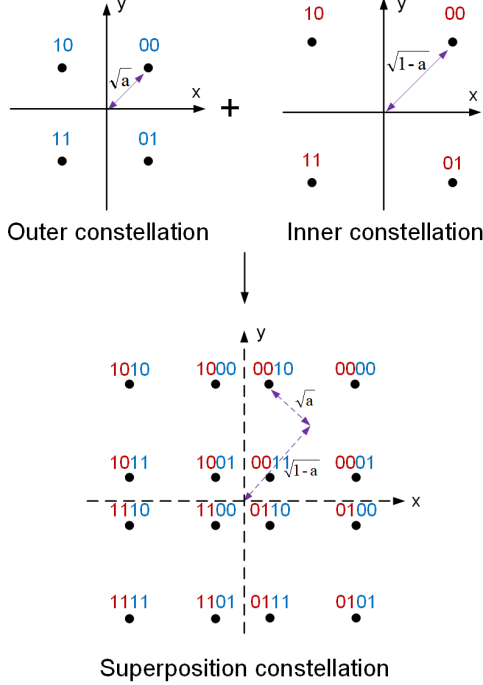 y y
10 00 10 00
√a √1-a
x + x
11 01 11 01
Outer constellation Inner constellation
y
1010 1000 0010 0000
√a
1011 1001 0011 0001
√1-a
x
1110 1100 0110 0100
1111 1101 0111 0101
Superposition constellation